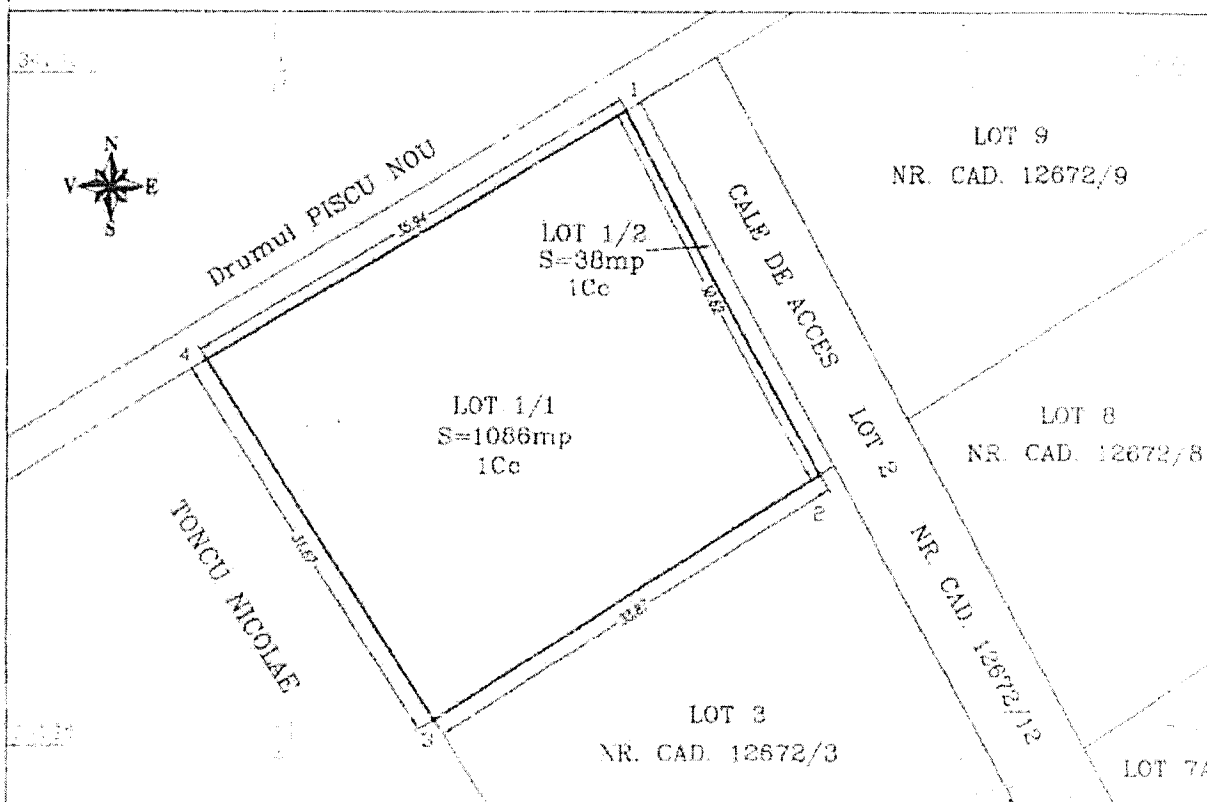 N
V E
S
Drumul PISCU NOU
1
LOT 9
NR. CAD. 12672/9
LOT 1/2
S=38mp
1Cc
CALE DE ACCES LOT 2 NR. CAD. 12672/12
4
LOT 1/1
S=1086mp
1Cc
LOT 8
NR. CAD. 12672/8
2
TONCU NICOLAE
3
LOT 3
NR. CAD. 12672/3
LOT 7A